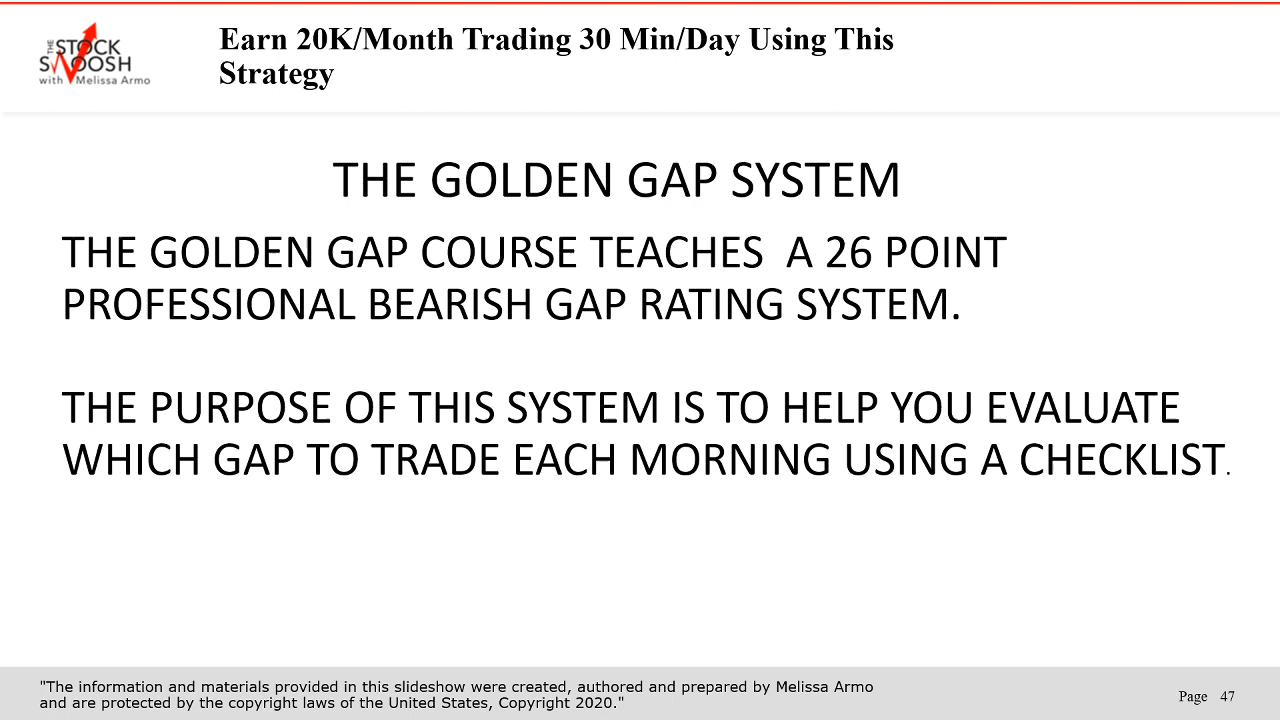 THE
STOCK
SWOOSH
with Melissa Armo
Earn 20K/Month Trading 30 Min/Day Using This
Strategy
THE GOLDEN GAP SYSTEM
THE GOLDEN GAP COURSE TEACHES  A 26 POINT
PROFESSIONAL BEARISH GAP RATING SYSTEM.
THE PURPOSE OF THIS SYSTEM IS TO HELP YOU EVALUATE
WHICH GAP TO TRADE EACH MORNING USING A CHECKLIST.
"The information and materials provided in this slideshow were created, authored and prepared by Melissa Armo
and are protected by the copyright laws of the United States, Copyright 2020."
Page 47